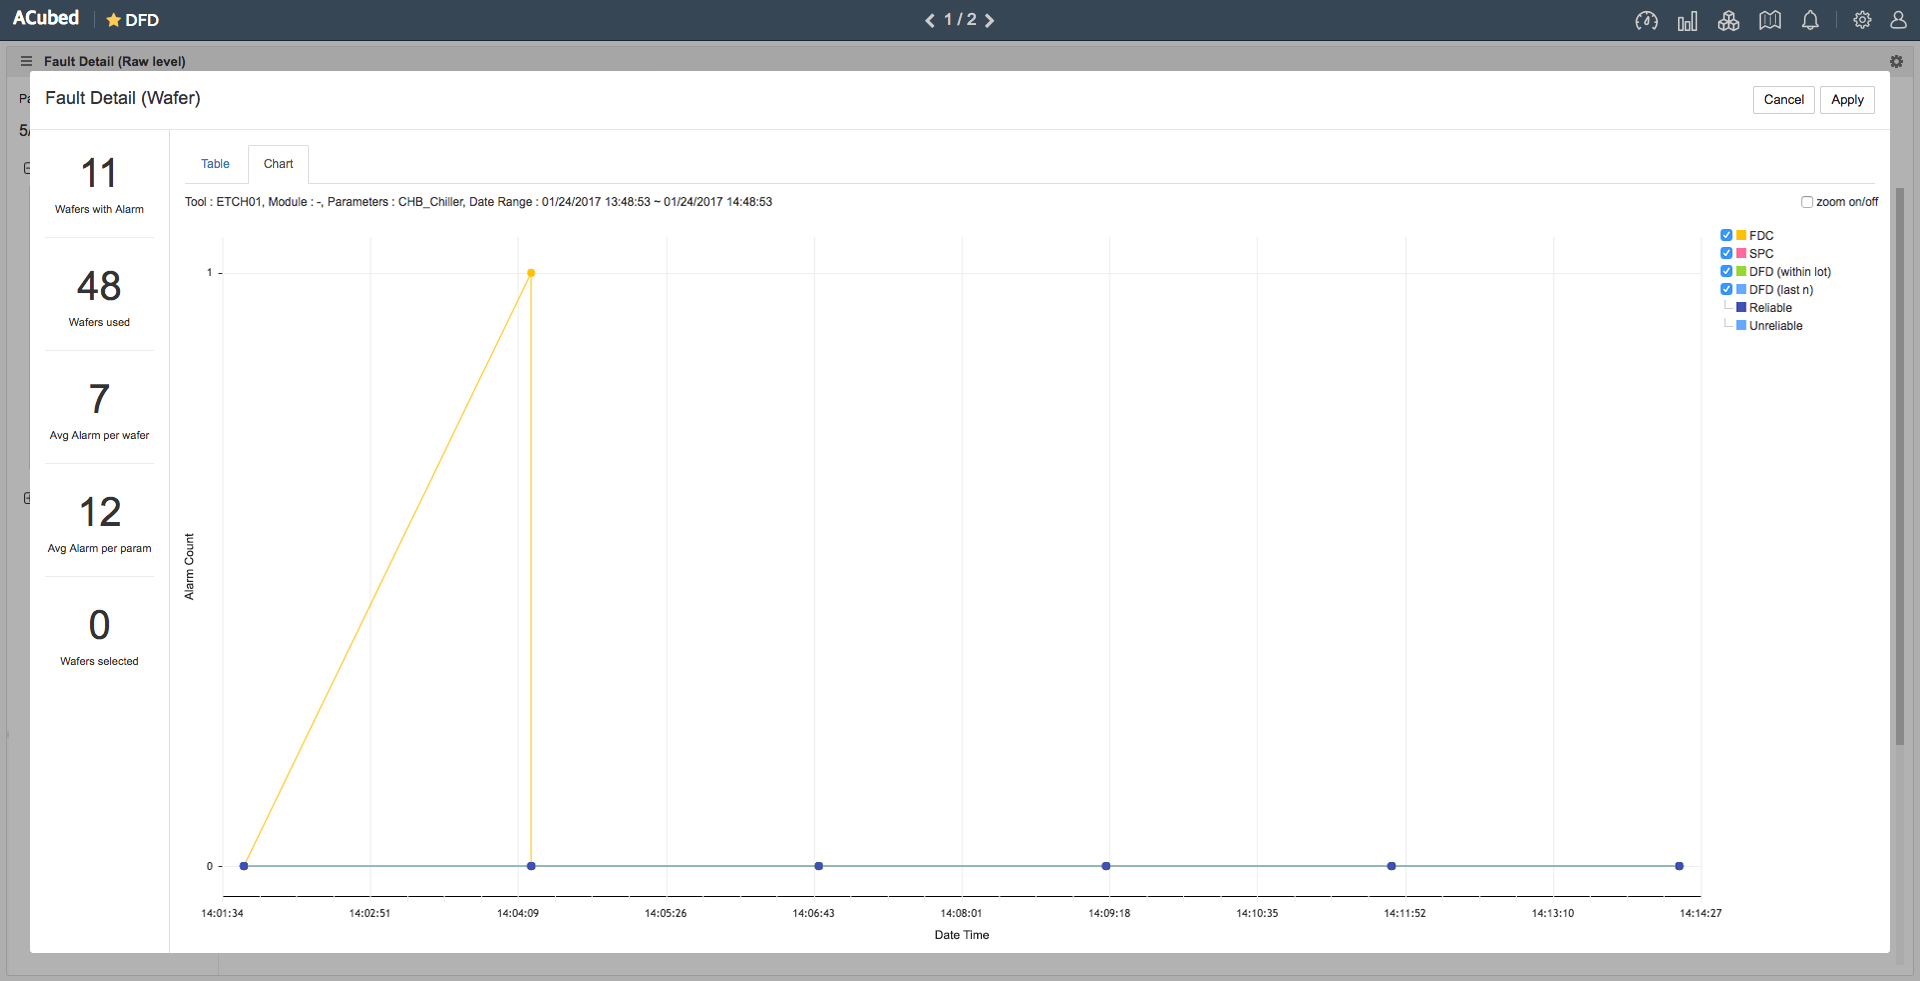 ACubed
DFD
1 / 2
Fault Detail (Raw level)
Fault Detail (Wafer)
Cancel
Apply
11
Wafers with Alarm
48
Wafers used
7
Avg Alarm per wafer
12
Avg Alarm per param
0
Wafers selected
Table
Chart
Tool : ETCH01, Module : -, Parameters : CHB_Chiller, Date Range : 01/24/2017 13:48:53 ~ 01/24/2017 14:48:53
zoom on/off
FDC
SPC
DFD (within lot)
DFD (last n)
Reliable
Unreliable
1
0
Alarm Count
14:01:34
14:02:51
14:04:09
14:05:26
14:06:43
14:08:01
14:09:18
14:10:35
14:11:52
14:13:10
14:14:27
Date Time